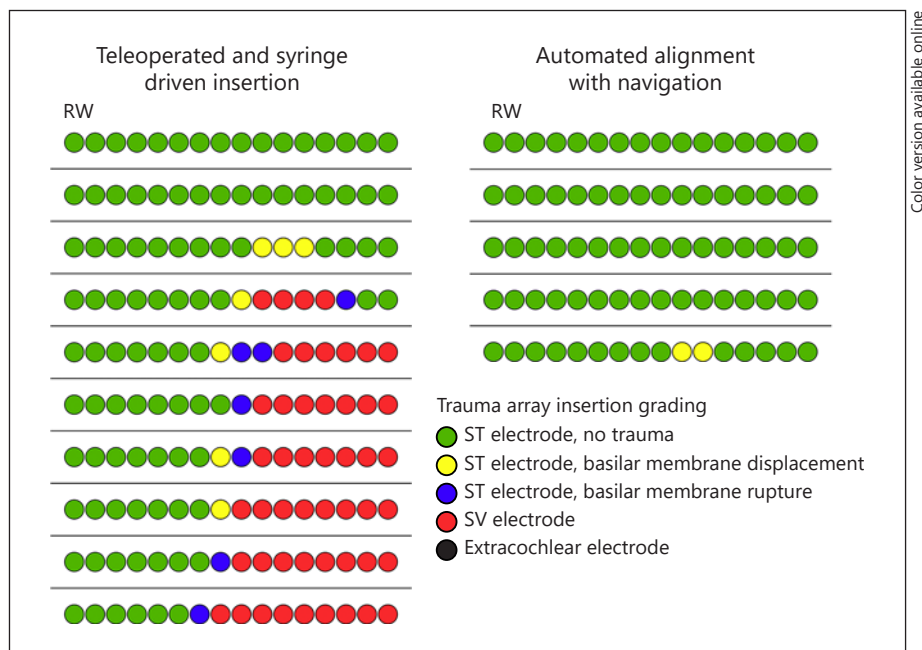 Teleoperated and syringe
driven insertion
RW
Automated alignment
with navigation
RW
Trauma array insertion grading
ST electrode, no trauma
ST electrode, basilar membrane displacement
ST electrode, basilar membrane rupture
SV electrode
Extracochlear electrode
Color version available online